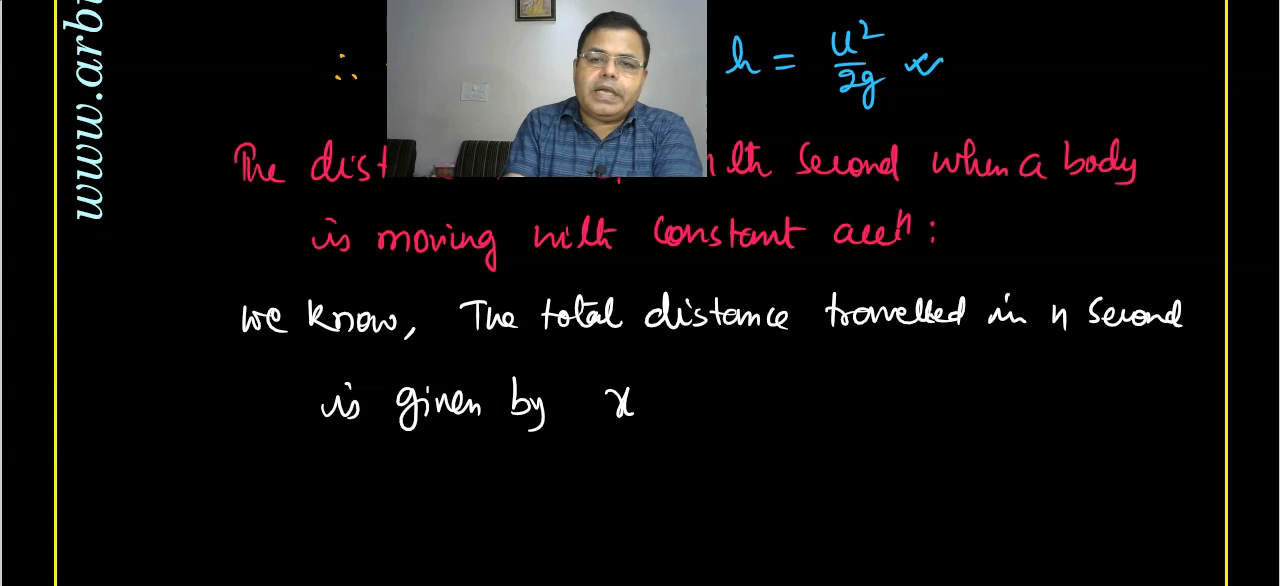 www.arb
∴ h = u²/2g
The dist nth second when a body
is moving with constant accⁿ :
we know, The total distance travelled in n second
is given by x